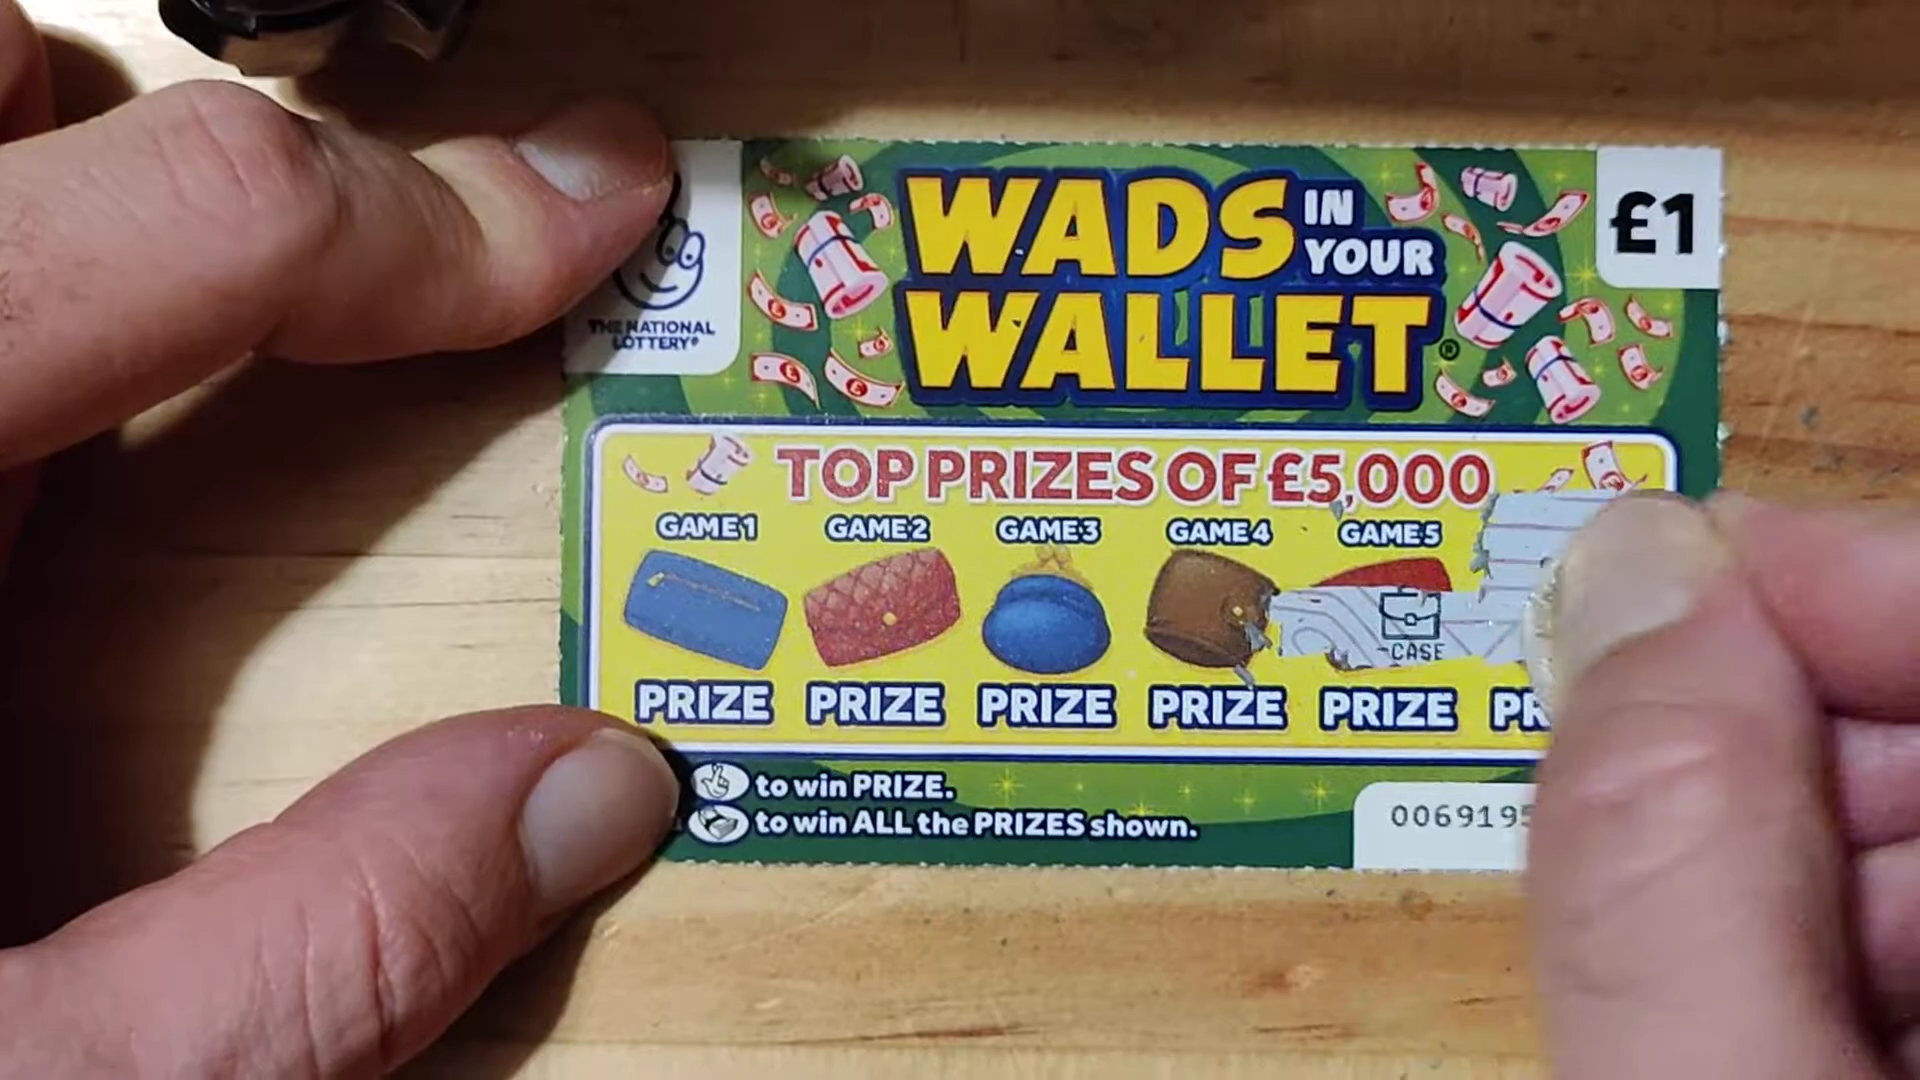 WADS IN YOUR
WALLET®
£1
THE NATIONAL
LOTTERY®
TOP PRIZES OF £5,000
GAME 1 GAME 2 GAME 3 GAME 4 GAME 5
CASE
PRIZE PRIZE PRIZE PRIZE PRIZE
to win PRIZE.
to win ALL the PRIZES shown.
0069195